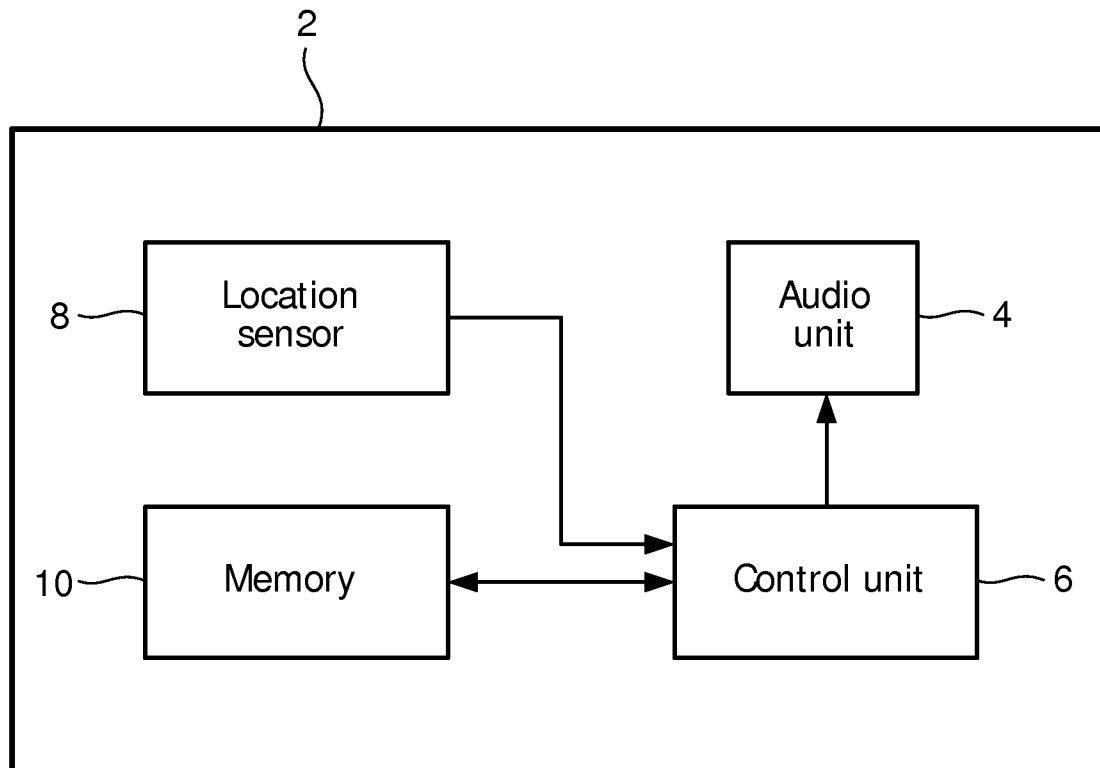 2
Location
sensor
8
Audio
unit
4
Memory
10
Control unit
6